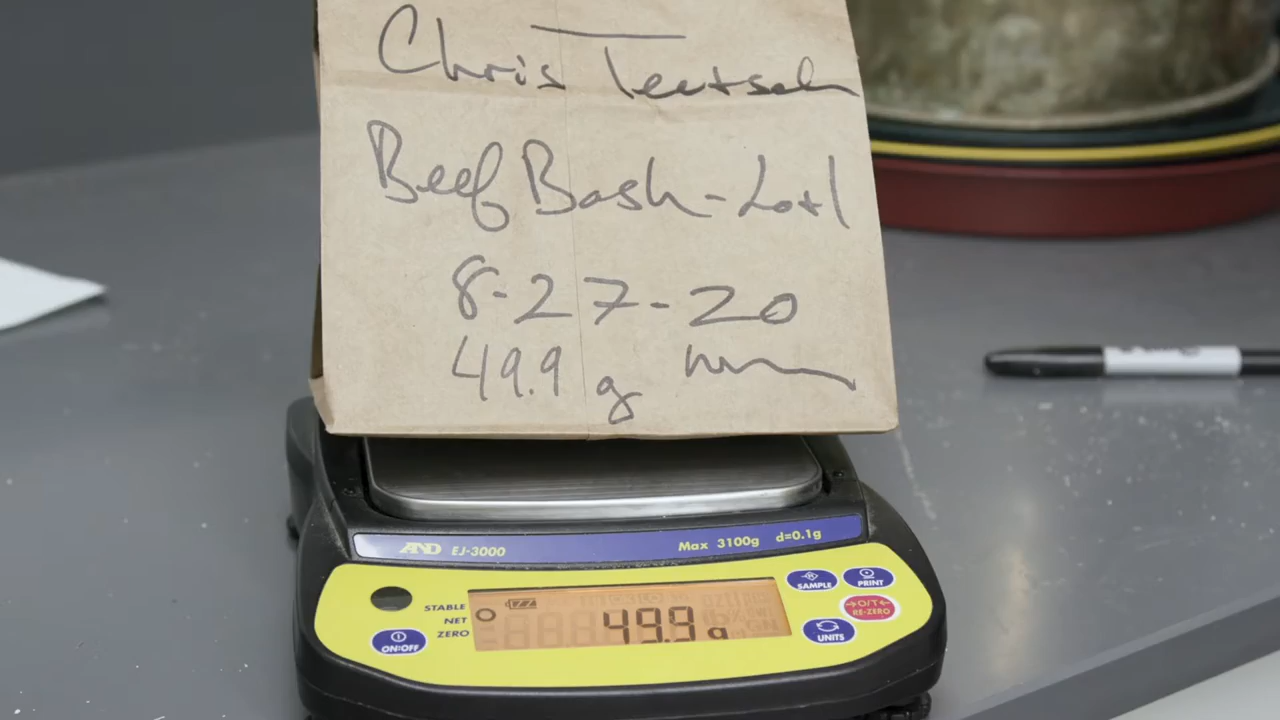 Chris Teutsch
Beef Bash-Lot 1
8-27-20
49.9 g
AND EJ-3000 Max 3100g d=0.1g
STABLE
NET
ZERO
ON:OFF
49.9 g
SAMPLE
PRINT
→O/T←
RE-ZERO
UNITS